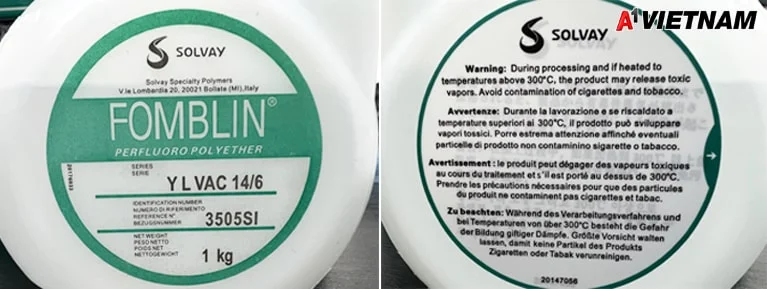 SOLVAY
Solvay Specialty Polymers
V.le Lombardia 20, 20021 Bollate (MI),Italy
FOMBLIN®
PERFLUORO POLYETHER
SERIES
SERIE
Y L VAC 14/6
IDENTIFICATION NUMBER
NUMERO DI RIFERIMENTO
REFERENCE N°
BEZUGSNUMMER
3505SI
NET WEIGHT
PESO NETTO
POIDS NET
NETTOGEWICHT
1 kg
A1 VIETNAM
SOLVAY
Warning: During processing and if heated to
temperatures above 300°C, the product may release toxic
vapors. Avoid contamination of cigarettes and tobacco.
Avvertenze: Durante la lavorazione e se riscaldato a
temperature superiori ai 300°C, il prodotto può sviluppare
vapori tossici. Porre estrema attenzione affinché eventuali
particelle di prodotto non contaminino sigarette o tabacco.
Avertissement : le produit peut dégager des vapeurs toxiques
au cours du traitement et s'il est porté au dessus de 300°C.
Prendre les précautions nécessaires pour que des particules
du produit ne contaminent pas cigarettes et tabac.
Zu beachten: Während des Verarbeitungsverfahrens und
bei Temperaturen von über 300°C besteht die Gefahr
der Bildung giftiger Dämpfe. Größte Vorsicht walten
lassen, damit keine Partikel des Produkts
Zigaretten oder Tabak verunreinigen.
20147056